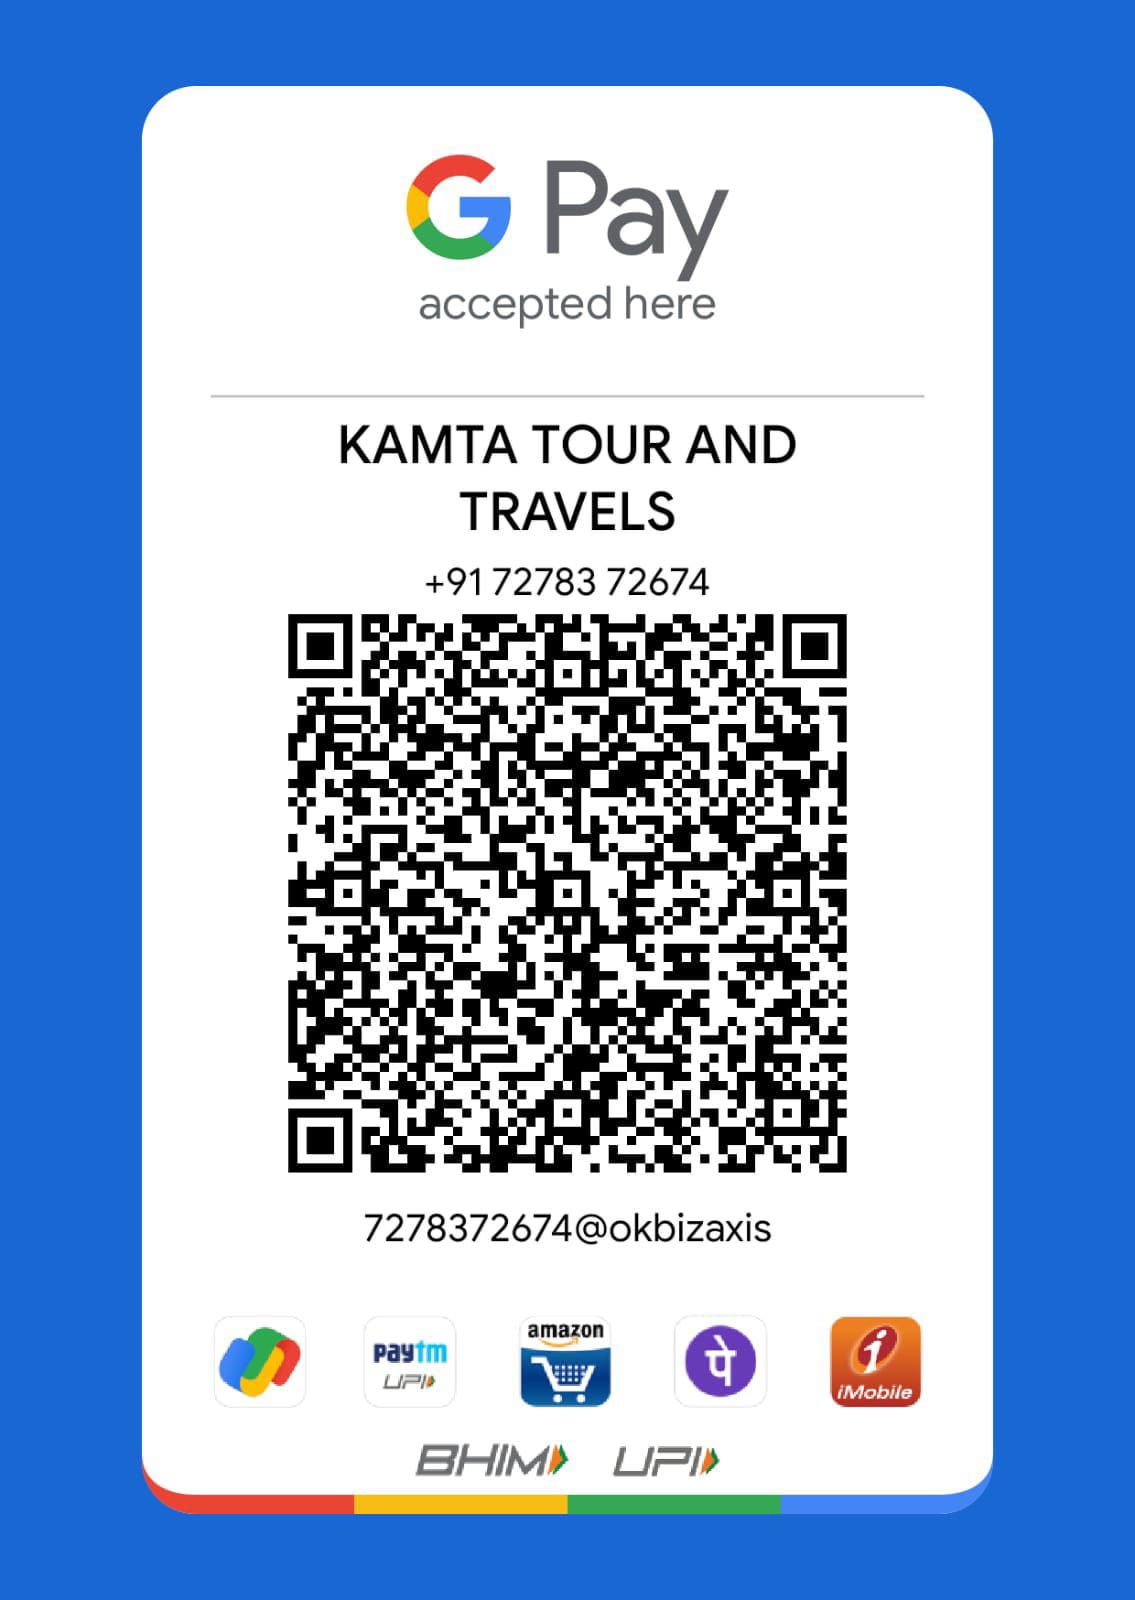 G Pay
accepted here
KAMTA TOUR AND
TRAVELS
+91 72783 72674
7278372674@okbizaxis
paytm
UPI
amazon
पे
i
iMobile
BHIM UPI